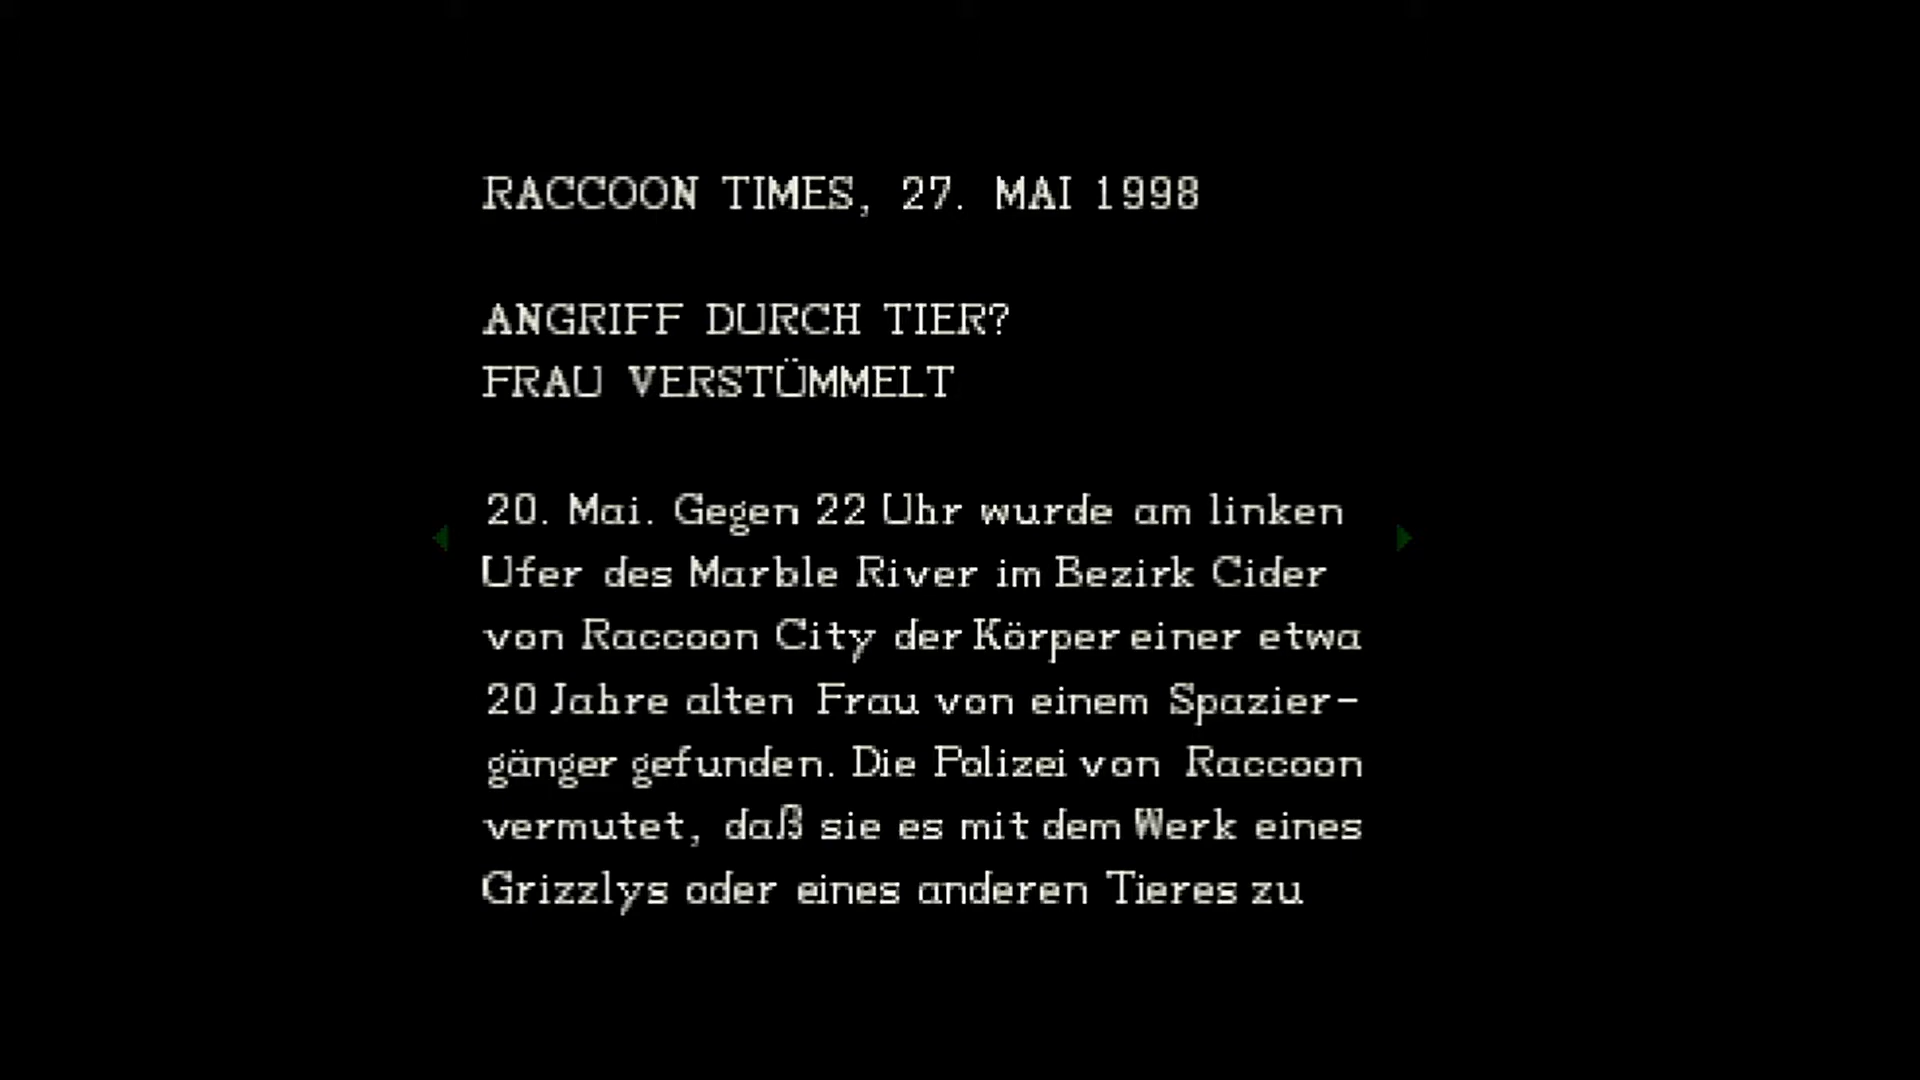 RACCOON TIMES, 27. MAI 1998
ANGRIFF DURCH TIER?
FRAU VERSTÜMMELT
20. Mai. Gegen 22 Uhr wurde am linken
Ufer des Marble River im Bezirk Cider
von Raccoon City der Körper einer etwa
20 Jahre alten Frau von einem Spazier-
gänger gefunden. Die Polizei von Raccoon
vermutet, daß sie es mit dem Werk eines
Grizzlys oder eines anderen Tieres zu